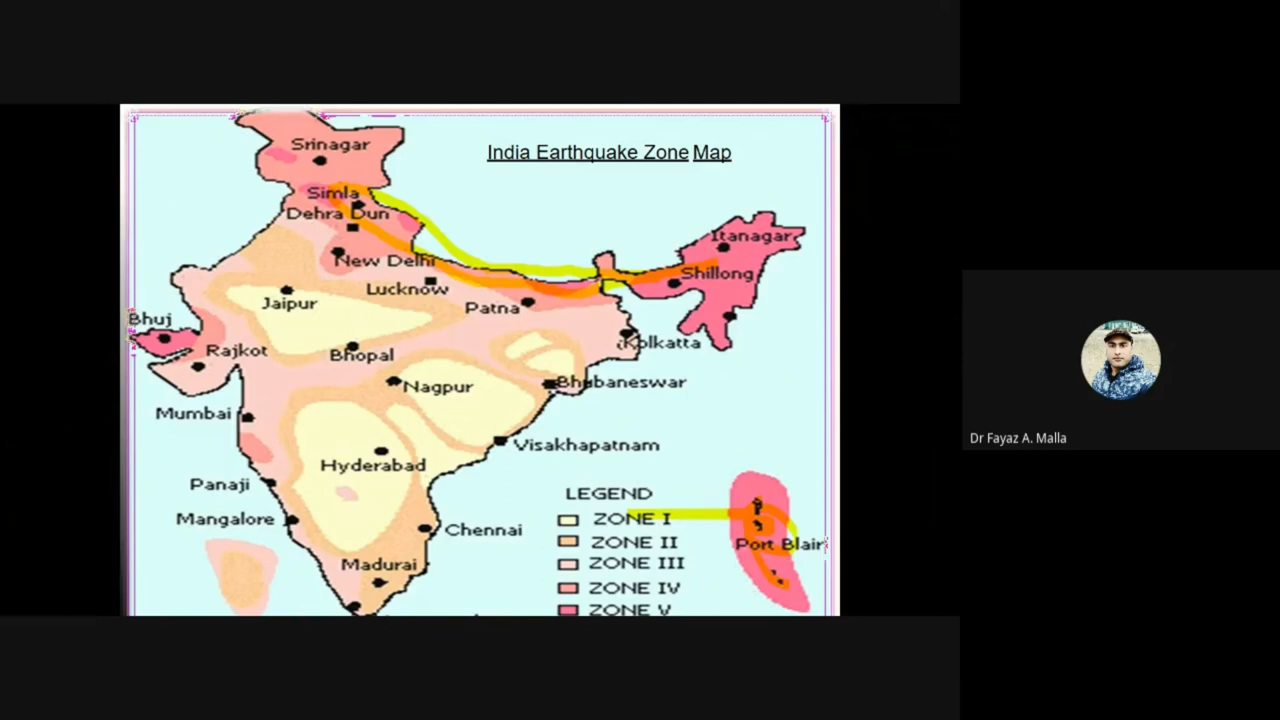 India Earthquake Zone Map
Srinagar
Simla
Dehra Dun
Itanagar
New Delhi
Shillong
Lucknow
Jaipur
Patna
Bhuj
Kolkatta
Rajkot
Bhopal
Nagpur
Bhubaneswar
Mumbai
Visakhapatnam
Hyderabad
Panaji
LEGEND
Mangalore
ZONE I
Chennai
ZONE II
Port Blair
Madurai
ZONE III
ZONE IV
ZONE V
Dr Fayaz A. Malla